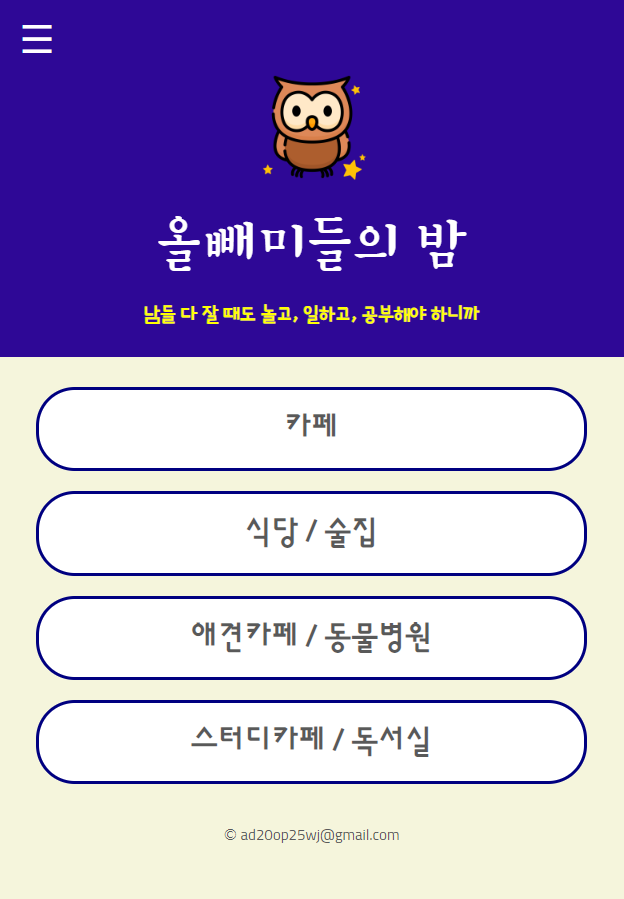 올빼미들의 밤
남들 다 잘 때도 놀고, 일하고, 공부해야 하니까
카페
식당 / 술집
애견카페 / 동물병원
스터디카페 / 독서실
© ad20op25wj@gmail.com